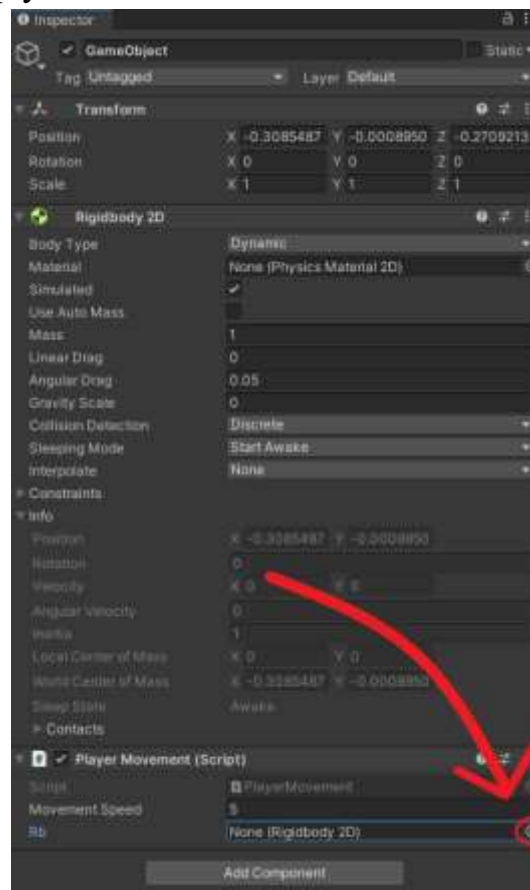 Inspector
GameObject Static
Tag Untagged Layer Default
Transform
Position X -0.3085487 Y -0.0008950 Z -0.2709213
Rotation X 0 Y 0 Z 0
Scale X 1 Y 1 Z 1
Rigidbody 2D
Body Type Dynamic
Material None (Physics Material 2D)
Simulated
Use Auto Mass
Mass 1
Linear Drag 0
Angular Drag 0.05
Gravity Scale 0
Collision Detection Discrete
Sleeping Mode Start Awake
Interpolate None
Constraints
Info
Position X -0.3085487 Y -0.0008950
Rotation 0
Velocity X 0 Y 0
Angular Velocity 0
Inertia 1
Local Center of Mass X 0 Y 0
World Center of Mass X -0.3085487 Y -0.0008950
Sleep State Awake
Contacts
Player Movement (Script)
Script PlayerMovement
Movement Speed 5
Rb None (Rigidbody 2D)
Add Component